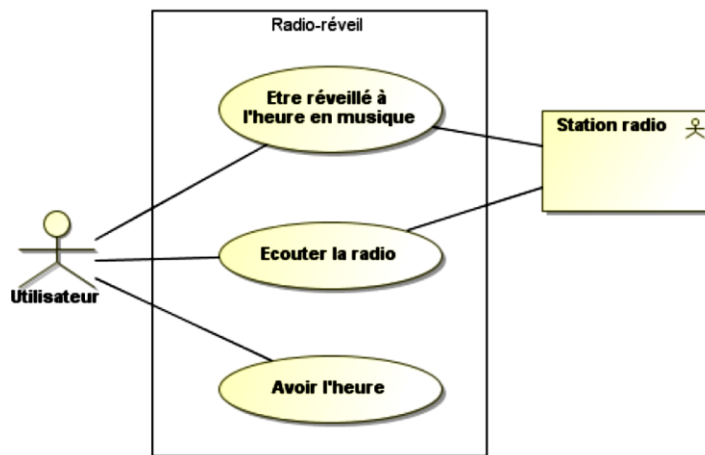 Radio-réveil
Etre réveillé à
l'heure en musique
Station radio
Ecouter la radio
Utilisateur
Avoir l'heure